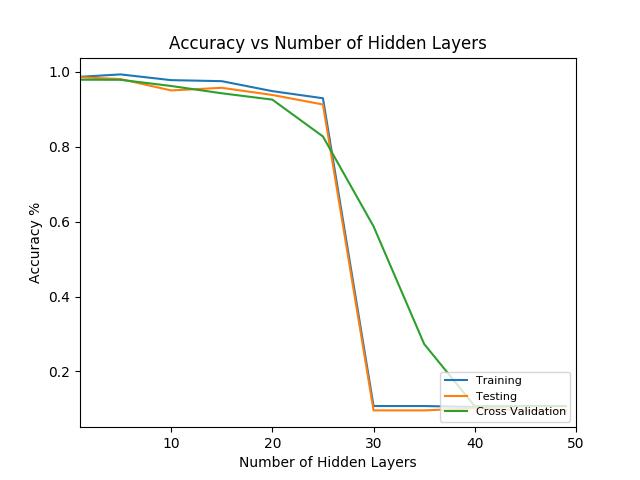 Accuracy vs Number of Hidden Layers
Accuracy %
1.0
0.8
0.6
0.4
0.2
Training
Testing
Cross Validation
10 20 30 40 50
Number of Hidden Layers